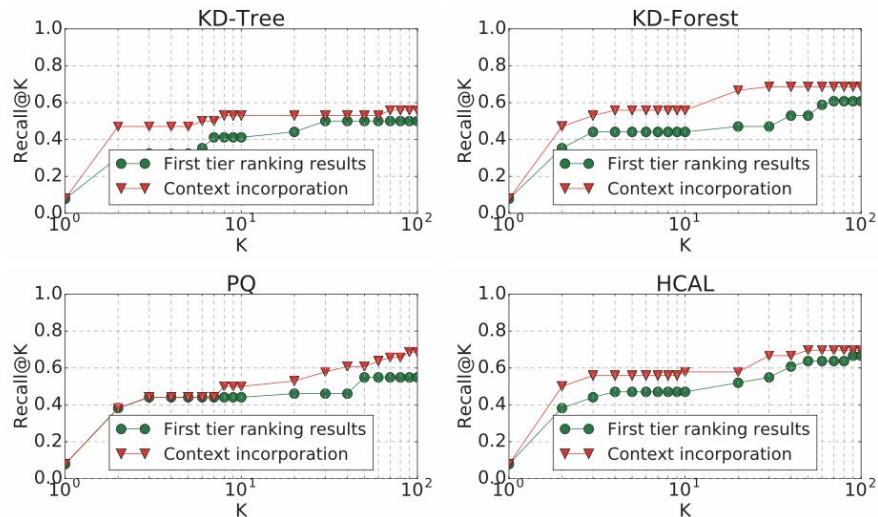 KD-Tree
Recall@K
1.0
0.8
0.6
0.4
0.2
0.0
First tier ranking results
Context incorporation
10^0
10^1
10^2
K
KD-Forest
Recall@K
1.0
0.8
0.6
0.4
0.2
0.0
First tier ranking results
Context incorporation
10^0
10^1
10^2
K
PQ
Recall@K
1.0
0.8
0.6
0.4
0.2
0.0
First tier ranking results
Context incorporation
10^0
10^1
10^2
K
HCAL
Recall@K
1.0
0.8
0.6
0.4
0.2
0.0
First tier ranking results
Context incorporation
10^0
10^1
10^2
K